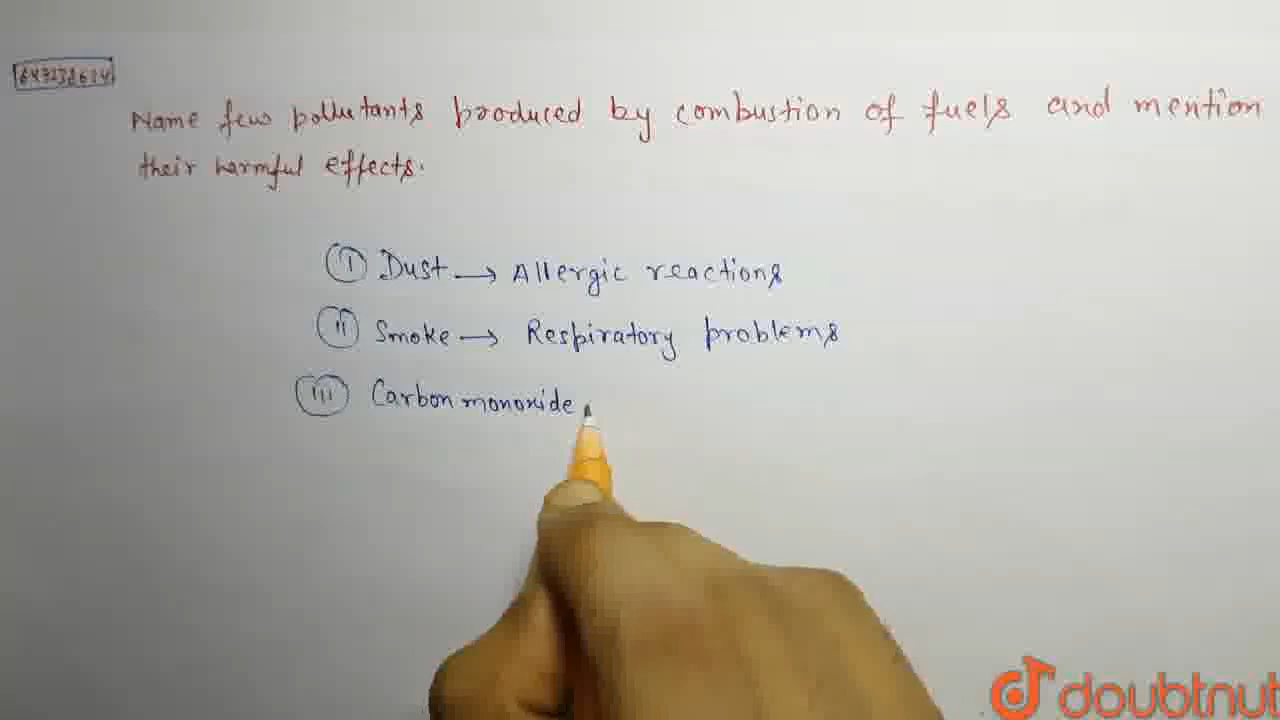 Name few pollutants produced by combustion of fuels and mention
their harmful effects.
I Dust → Allergic reactions
II Smoke → Respiratory problems
III Carbon monoxide
doubtnut